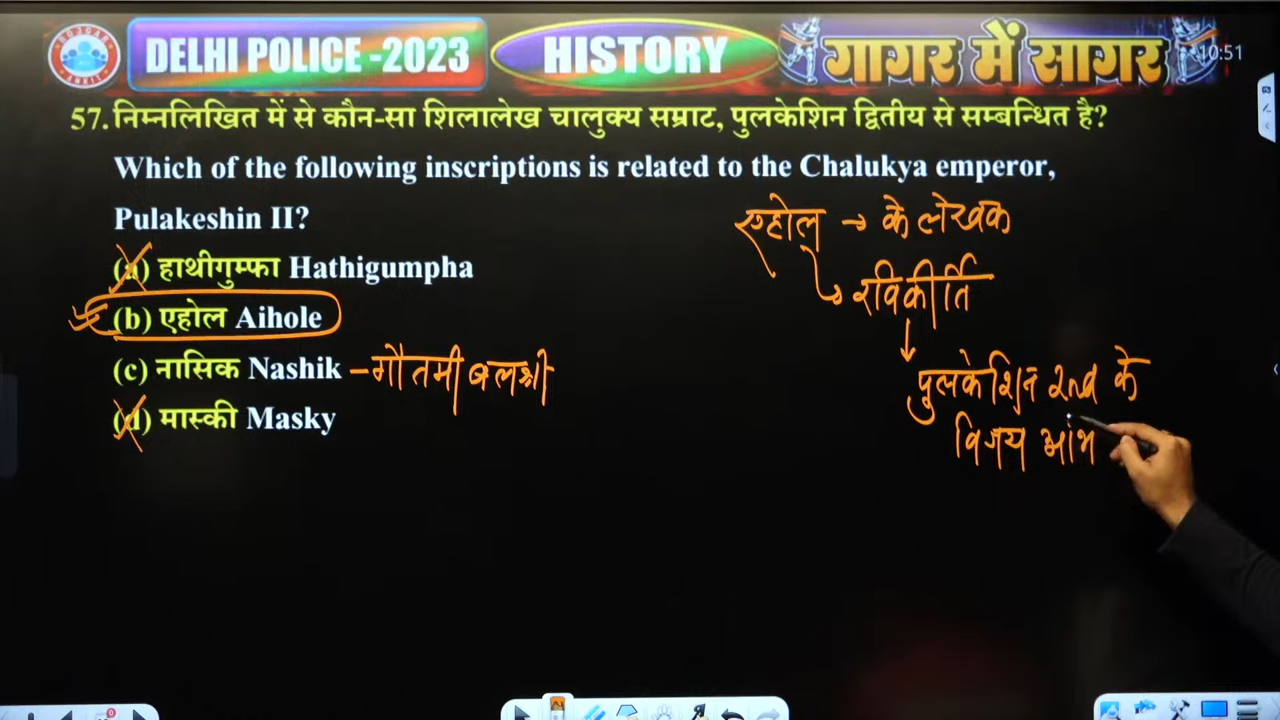 ROJGAR
ANKIT
DELHI POLICE -2023
HISTORY
गागर में सागर
10:51
57. निम्नलिखित में से कौन-सा शिलालेख चालुक्य सम्राट, पुलकेशिन द्वितीय से सम्बन्धित है?
Which of the following inscriptions is related to the Chalukya emperor,
Pulakeshin II?
(a) हाथीगुम्फा Hathigumpha
(b) एहोल Aihole
(c) नासिक Nashik – गौतमी बलश्री
(d) मास्की Masky
एहोल → के लेखक
रविकीर्ति
पुलकेशिन 2nd के
विजय